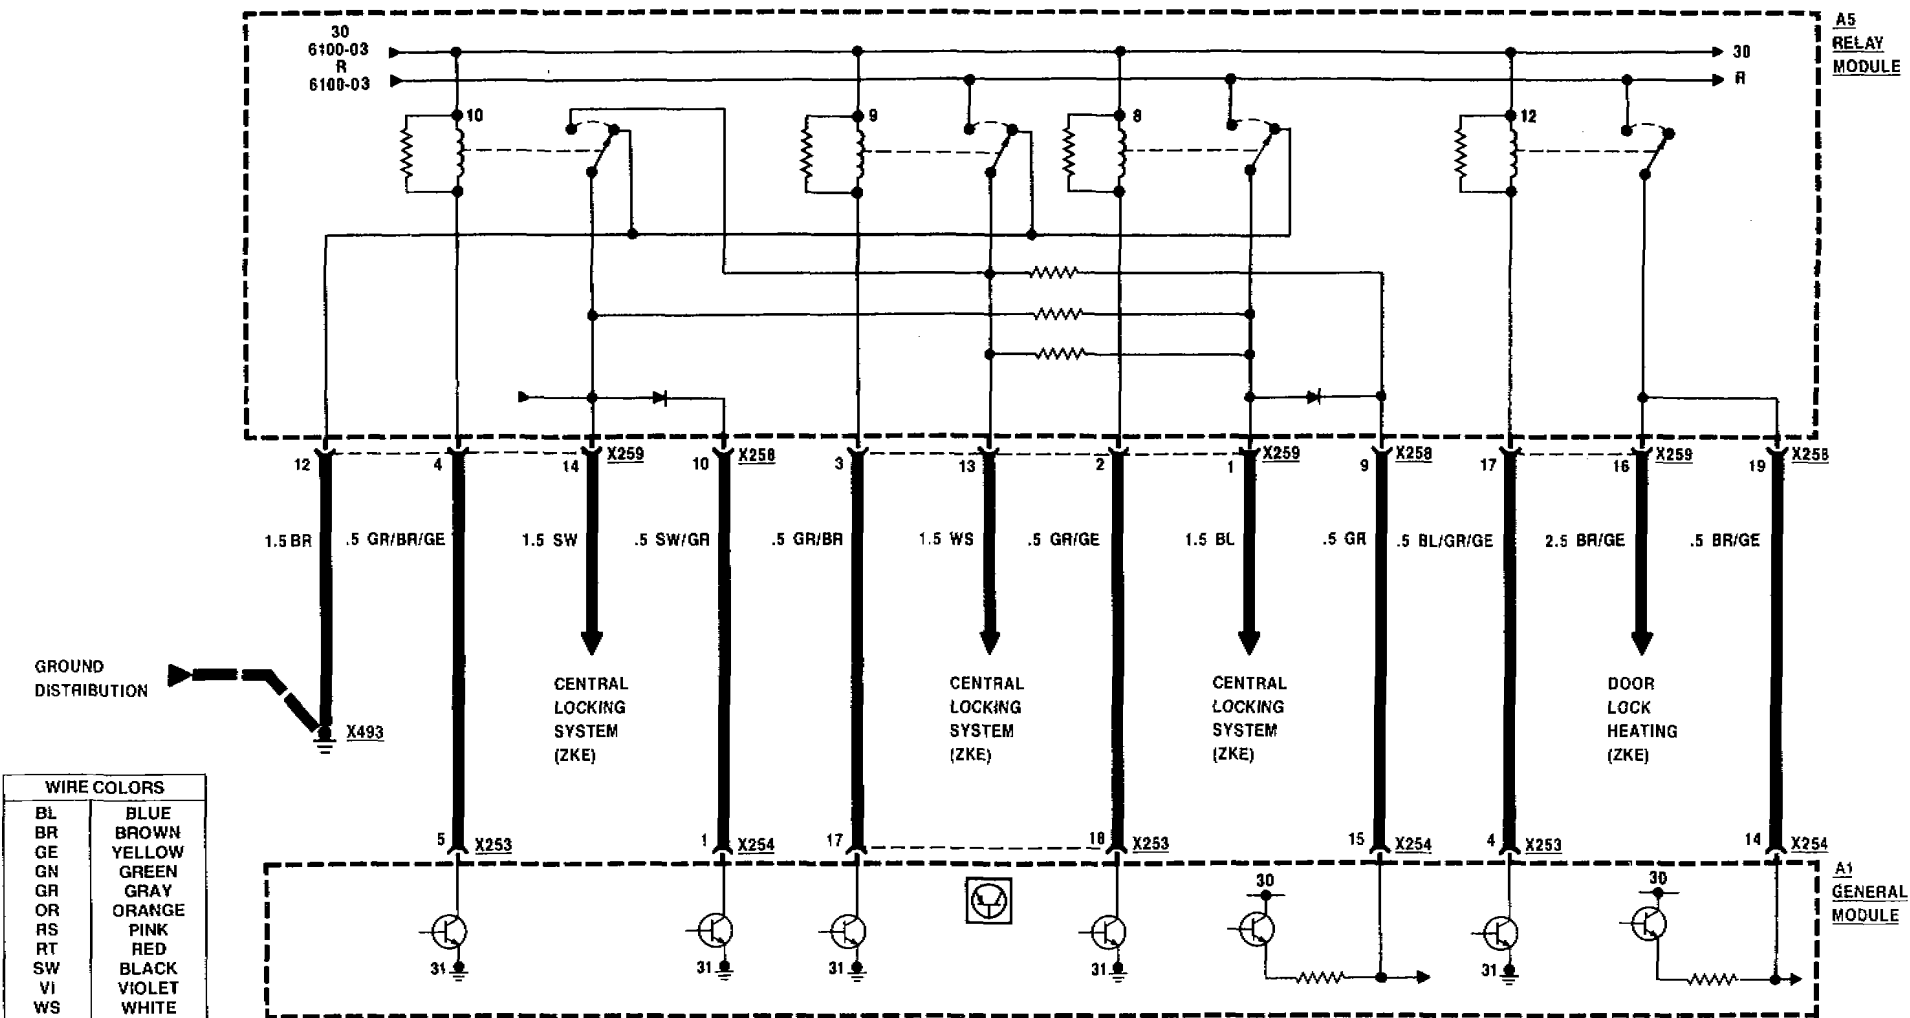 30
6100-03
R
6100-03
30
R
A5
RELAY
MODULE
10
9
8
12
12
4
14
X259
10
X258
3
13
2
1
X259
9
X258
17
16
X259
19
X258
1.5 BR
.5 GR/BR/GE
1.5 SW
.5 SW/GR
.5 GR/BR
1.5 WS
.5 GR/GE
1.5 BL
.5 GR
.5 BL/GR/GE
2.5 BR/GE
.5 BR/GE
GROUND
DISTRIBUTION
X493
CENTRAL
LOCKING
SYSTEM
(ZKE)
CENTRAL
LOCKING
SYSTEM
(ZKE)
CENTRAL
LOCKING
SYSTEM
(ZKE)
DOOR
LOCK
HEATING
(ZKE)
5
X253
1
X254
17
18
X253
15
X254
4
X253
14
X254
A1
GENERAL
MODULE
30
30
31
31
31
31
31
WIRE COLORS
BL BLUE
BR BROWN
GE YELLOW
GN GREEN
GR GRAY
OR ORANGE
RS PINK
RT RED
SW BLACK
VI VIOLET
WS WHITE